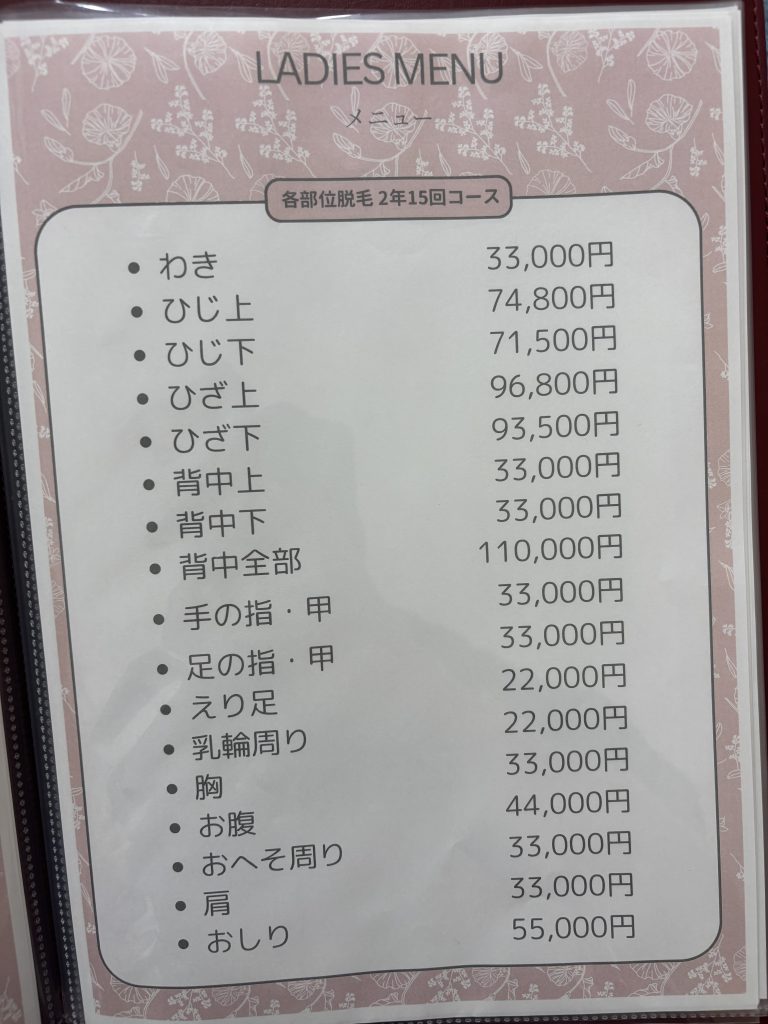 LADIES MENU
メニュー
各部位脱毛 2年15回コース
• わき 33,000円
• ひじ上 74,800円
• ひじ下 71,500円
• ひざ上 96,800円
• ひざ下 93,500円
• 背中上 33,000円
• 背中下 33,000円
• 背中全部 110,000円
• 手の指・甲 33,000円
• 足の指・甲 33,000円
• えり足 22,000円
• 乳輪周り 22,000円
• 胸 33,000円
• お腹 44,000円
• おへそ周り 33,000円
• 肩 33,000円
• おしり 55,000円